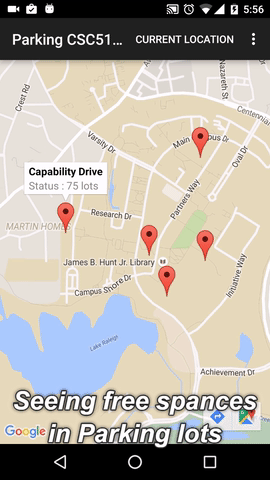 5:56
Parking CSC51... CURRENT LOCATION
Crest Rd
Nazareth St
Centennial
Varsity Dr
Main Campus Dr
Oval Dr
Capability Drive
Status : 75 lots
Partners Way
MARTIN HOMES
Research Dr
James B. Hunt Jr. Library
Initiative Way
Campus Shore Dr
Lake Raleigh
Achievement Dr
Seeing free spances
in Parking lots
Google